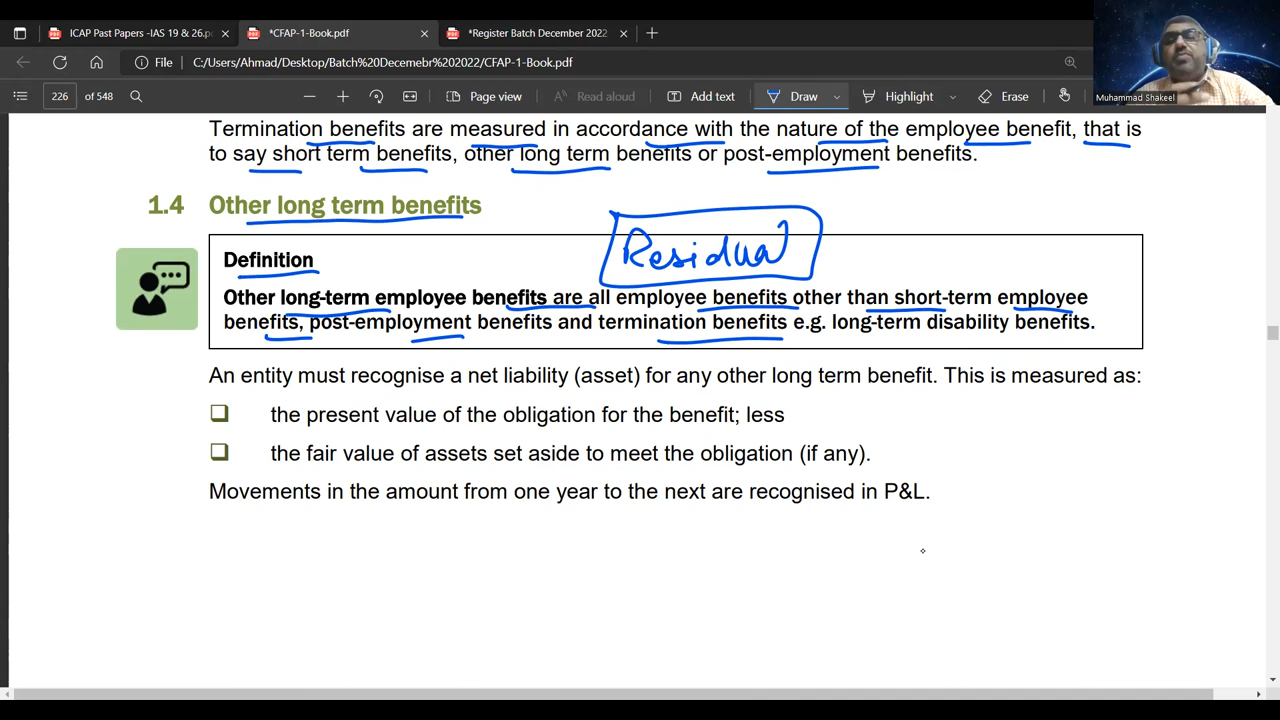 ICAP Past Papers -IAS 19 & 26.p
*CFAP-1-Book.pdf
*Register Batch December 2022
File
C:/Users/Ahmad/Desktop/Batch%20Decemebr%202022/CFAP-1-Book.pdf
226 of 548
Page view
Read aloud
Add text
Draw
Highlight
Erase
Muhammad Shakeel
Termination benefits are measured in accordance with the nature of the employee benefit, that is
to say short term benefits, other long term benefits or post-employment benefits.
1.4 Other long term benefits
Residual
Definition
Other long-term employee benefits are all employee benefits other than short-term employee
benefits, post-employment benefits and termination benefits e.g. long-term disability benefits.
An entity must recognise a net liability (asset) for any other long term benefit. This is measured as:
the present value of the obligation for the benefit; less
the fair value of assets set aside to meet the obligation (if any).
Movements in the amount from one year to the next are recognised in P&L.